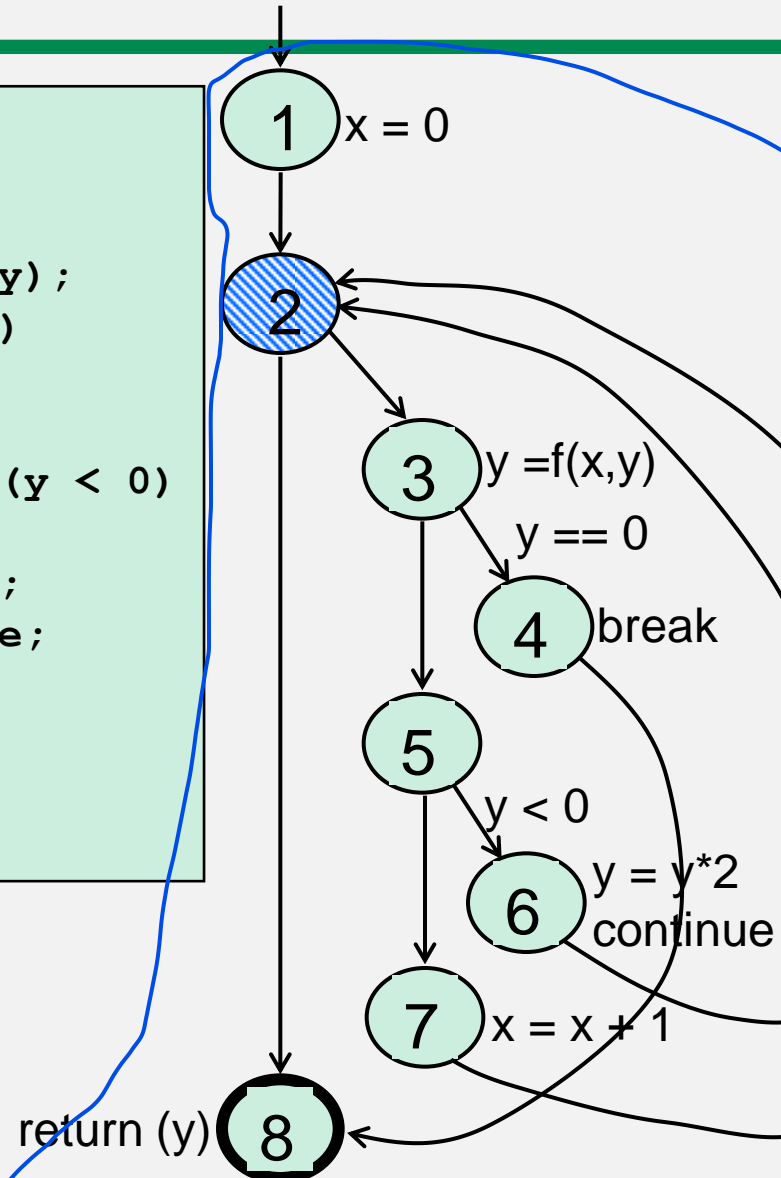 y);
)
(y < 0)
;
e;
1
x = 0
2
3
y =f(x,y)
y == 0
4
break
5
y < 0
6
y = y*2
continue
7
x = x + 1
return (y)
8